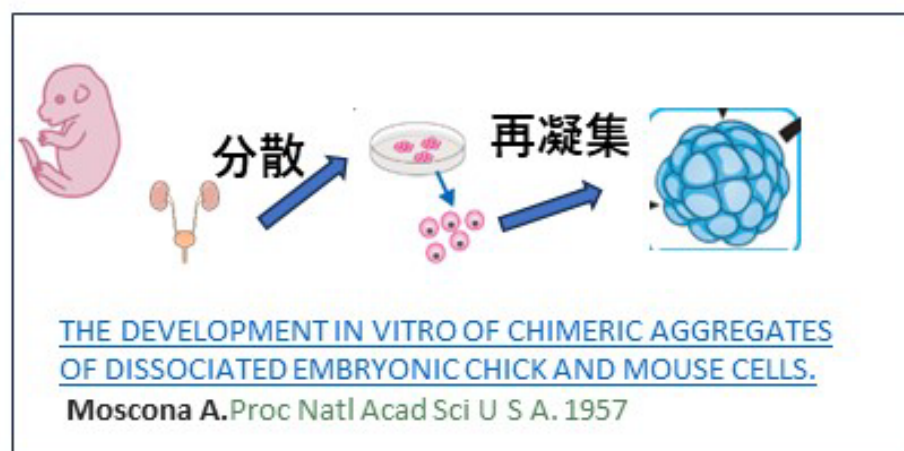 分散
再凝集
THE DEVELOPMENT IN VITRO OF CHIMERIC AGGREGATES
OF DISSOCIATED EMBRYONIC CHICK AND MOUSE CELLS.
Moscona A.Proc Natl Acad Sci U S A. 1957